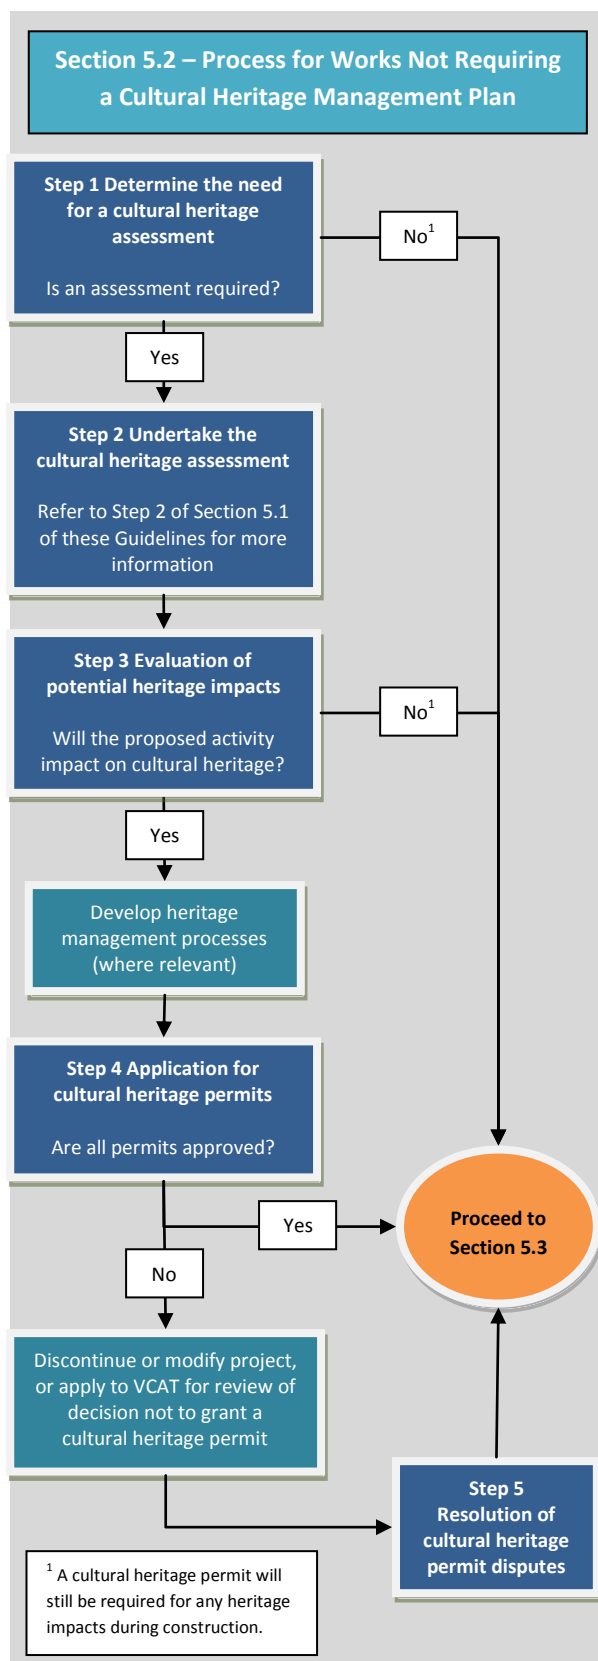 Section 5.2 – Process for Works Not Requiring
a Cultural Heritage Management Plan
Step 1 Determine the need
for a cultural heritage
assessment
Is an assessment required?
No¹
Yes
Step 2 Undertake the
cultural heritage assessment
Refer to Step 2 of Section 5.1
of these Guidelines for more
information
Step 3 Evaluation of
potential heritage impacts
Will the proposed activity
impact on cultural heritage?
No¹
Yes
Develop heritage
management processes
(where relevant)
Step 4 Application for
cultural heritage permits
Are all permits approved?
Yes
Proceed to
Section 5.3
No
Discontinue or modify project,
or apply to VCAT for review of
decision not to grant a
cultural heritage permit
Step 5
Resolution of
cultural heritage
permit disputes
¹ A cultural heritage permit will
still be required for any heritage
impacts during construction.